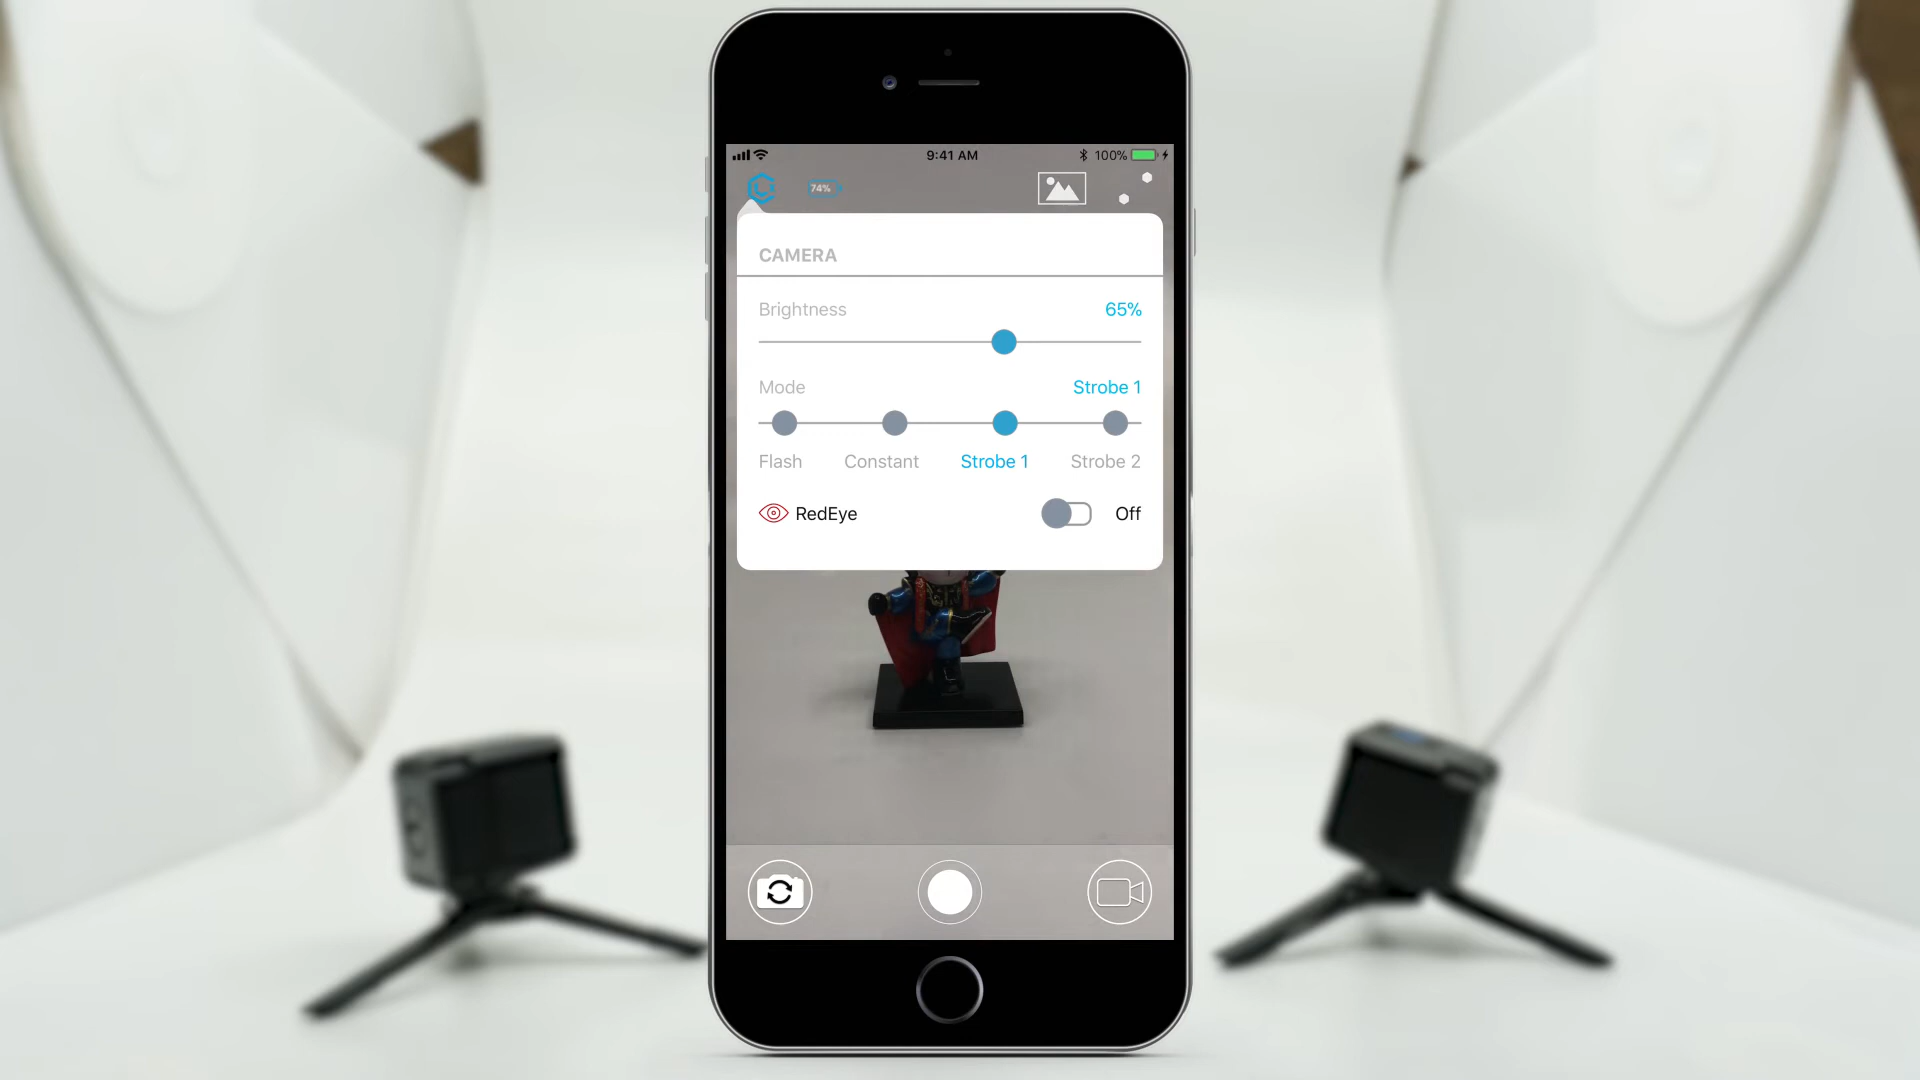 9:41 AM 100%
74%
CAMERA
Brightness 65%
Mode Strobe 1
Flash Constant Strobe 1 Strobe 2
RedEye Off